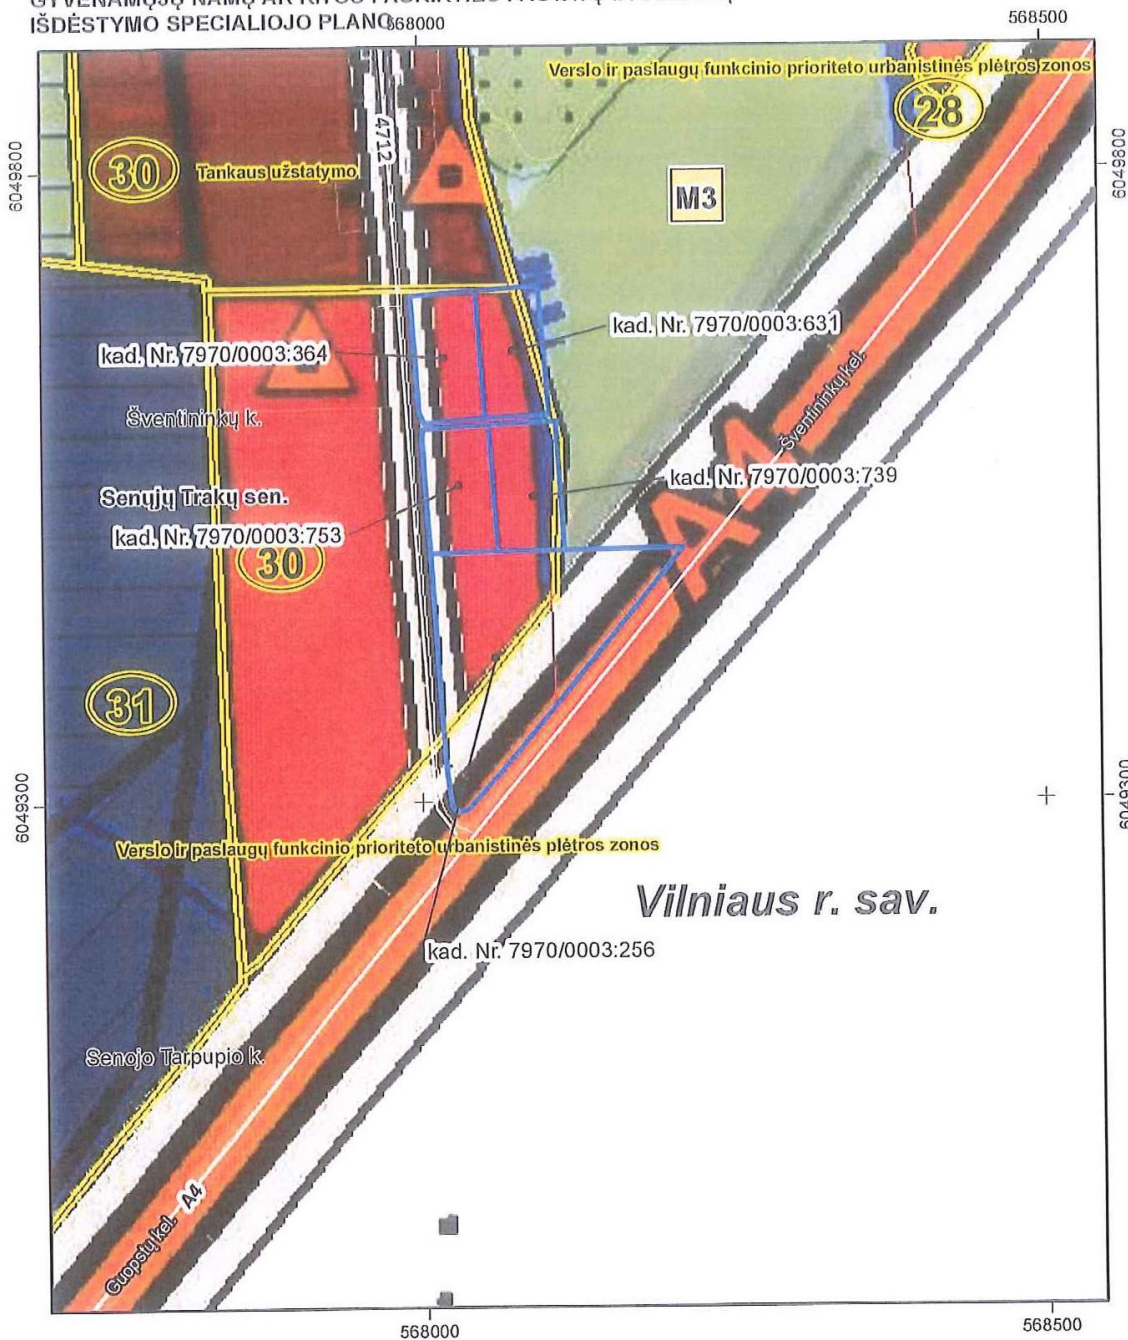 IŠDĖSTYMO SPECIALIOJO PLANO
568000
568500
Verslo ir paslaugų funkcinio prioriteto urbanistinės plėtros zonos
28
4712
30
Tankaus užstatymo
6049800
6049800
M3
kad. Nr. 7970/0003:631
kad. Nr. 7970/0003:364
Šventininkų k.
Šventininkų kel.
A4
kad. Nr. 7970/0003:739
Senųjų Trakų sen.
kad. Nr. 7970/0003:753
30
31
6049300
6049300
Verslo ir paslaugų funkcinio prioriteto urbanistinės plėtros zonos
Vilniaus r. sav.
kad. Nr. 7970/0003:256
Senojo Tarpupio k.
A4
Guopstų kel.
568000
568500